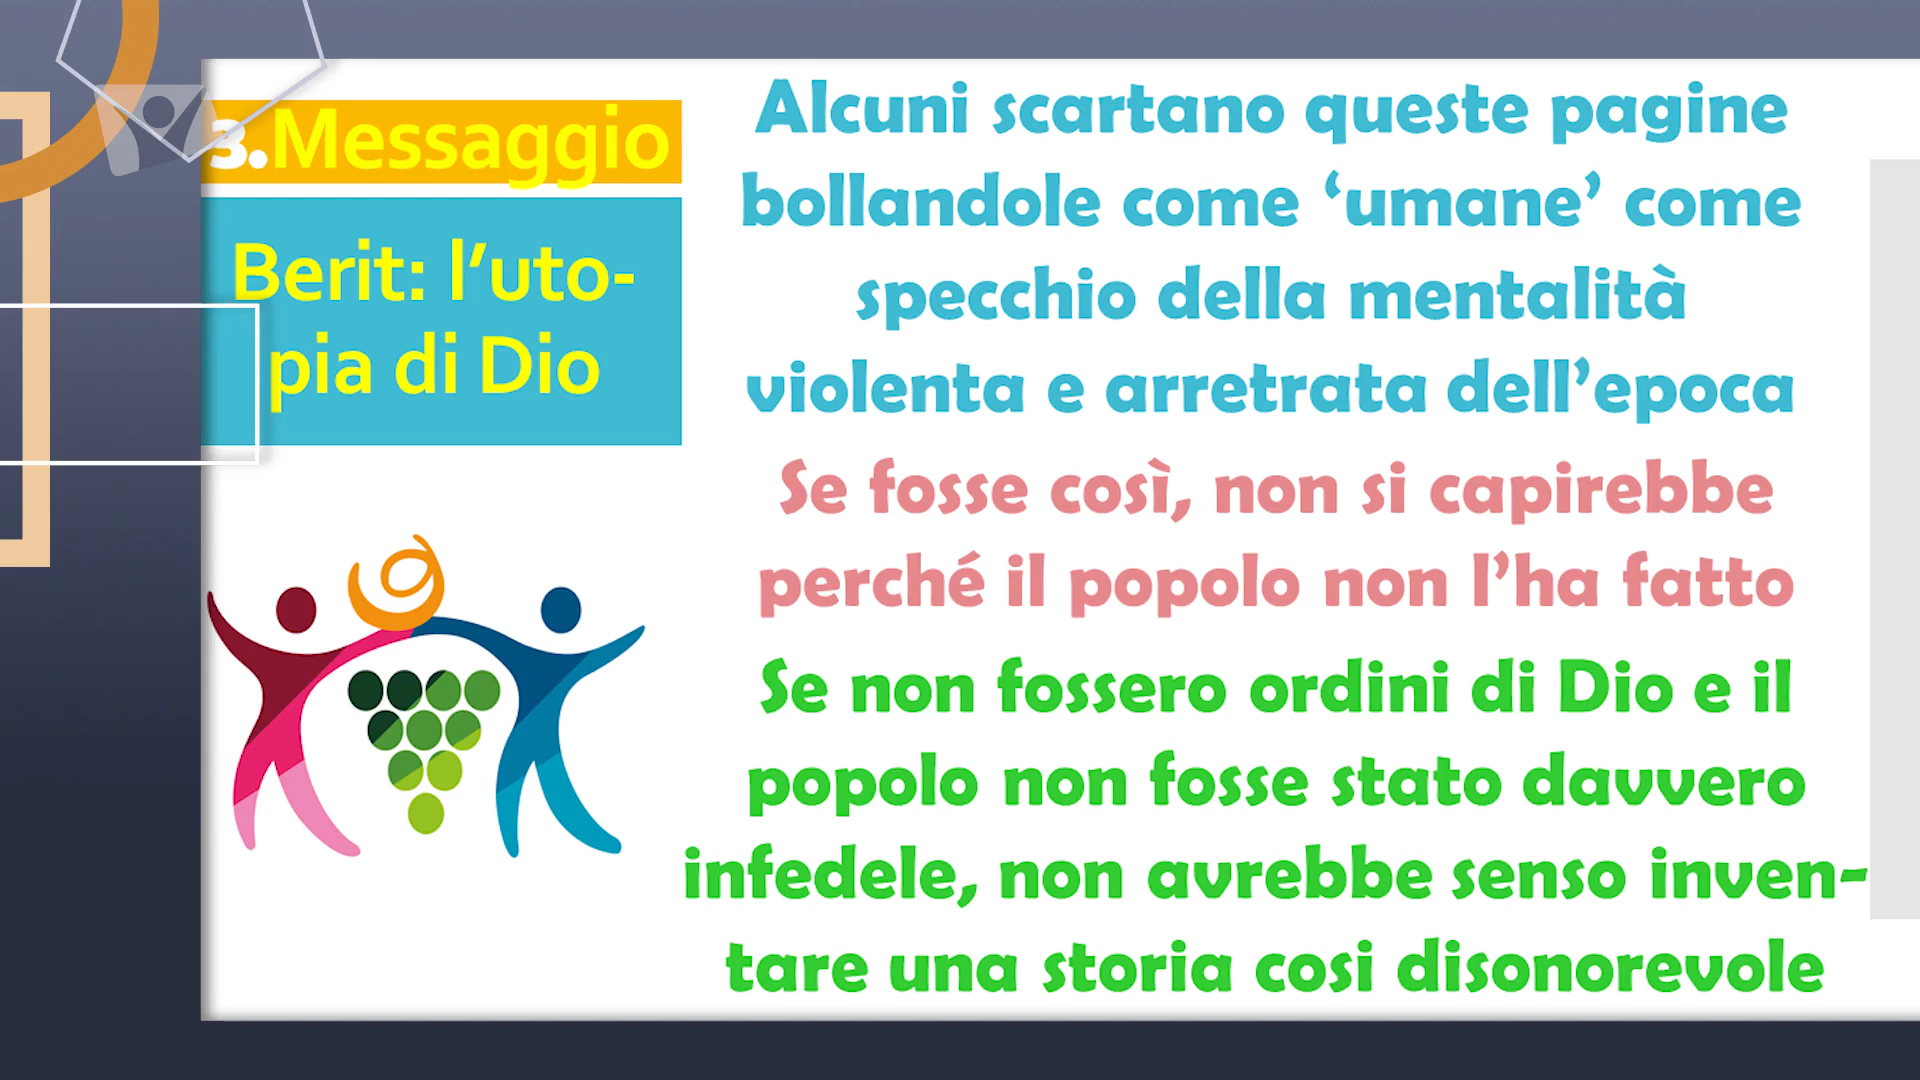 3.Messaggio
Berit: l’uto-
pia di Dio
Alcuni scartano queste pagine
bollandole come ‘umane’ come
specchio della mentalità
violenta e arretrata dell’epoca
Se fosse così, non si capirebbe
perché il popolo non l’ha fatto
Se non fossero ordini di Dio e il
popolo non fosse stato davvero
infedele, non avrebbe senso inven-
tare una storia cosi disonorevole